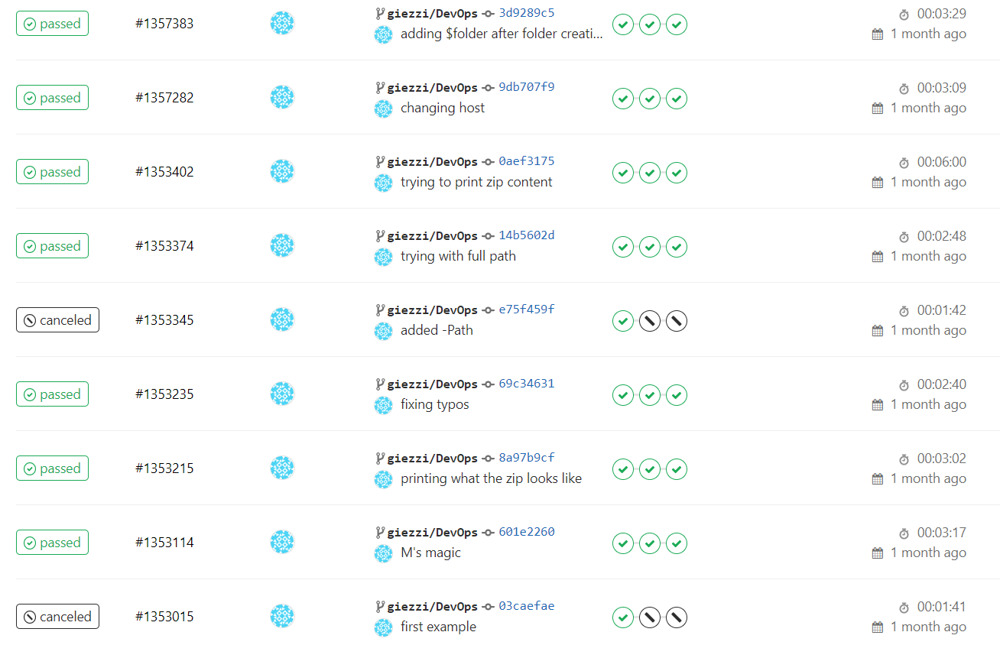 passed #1357383 giezzi/DevOps 3d9289c5 00:03:29
adding $folder after folder creati... 1 month ago
passed #1357282 giezzi/DevOps 9db707f9 00:03:09
changing host 1 month ago
passed #1353402 giezzi/DevOps 0aef3175 00:06:00
trying to print zip content 1 month ago
passed #1353374 giezzi/DevOps 14b5602d 00:02:48
trying with full path 1 month ago
canceled #1353345 giezzi/DevOps e75f459f 00:01:42
added -Path 1 month ago
passed #1353235 giezzi/DevOps 69c34631 00:02:40
fixing typos 1 month ago
passed #1353215 giezzi/DevOps 8a97b9cf 00:03:02
printing what the zip looks like 1 month ago
passed #1353114 giezzi/DevOps 601e2260 00:03:17
M's magic 1 month ago
canceled #1353015 giezzi/DevOps 03caefae 00:01:41
first example 1 month ago